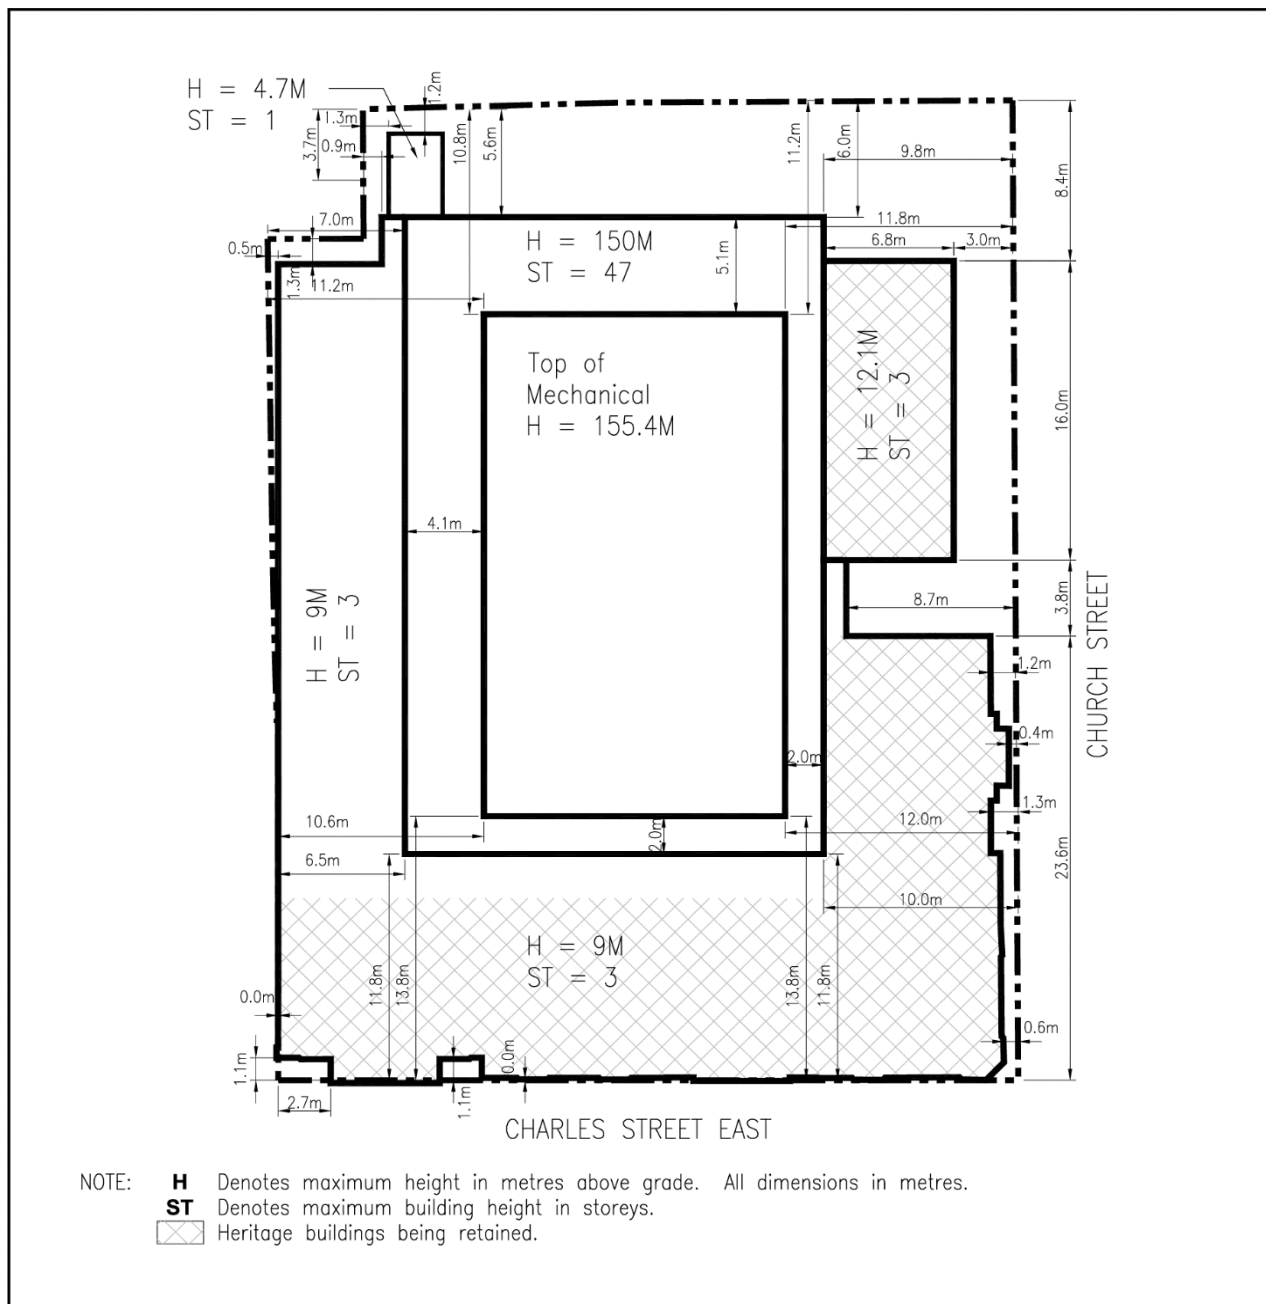 H = 4.7M
ST = 1
1.2m
1.3m
3.7m
0.9m
10.8m
5.6m
11.2m
6.0m
9.8m
8.4m
7.0m
11.8m
0.5m
1.3m
H = 150M
ST = 47
5.1m
6.8m
3.0m
11.2m
Top of
Mechanical
H = 155.4M
H = 12.1M
ST = 3
16.0m
4.1m
H = 9M
ST = 3
8.7m
3.8m
CHURCH STREET
1.2m
0.4m
2.0m
1.3m
10.6m
2.0m
12.0m
6.5m
23.6m
10.0m
H = 9M
ST = 3
11.8m
13.8m
13.8m
11.8m
0.0m
0.6m
1.1m
0.0m
2.7m
1.1m
CHARLES STREET EAST
NOTE: H Denotes maximum height in metres above grade. All dimensions in metres.
ST Denotes maximum building height in storeys.
Heritage buildings being retained.